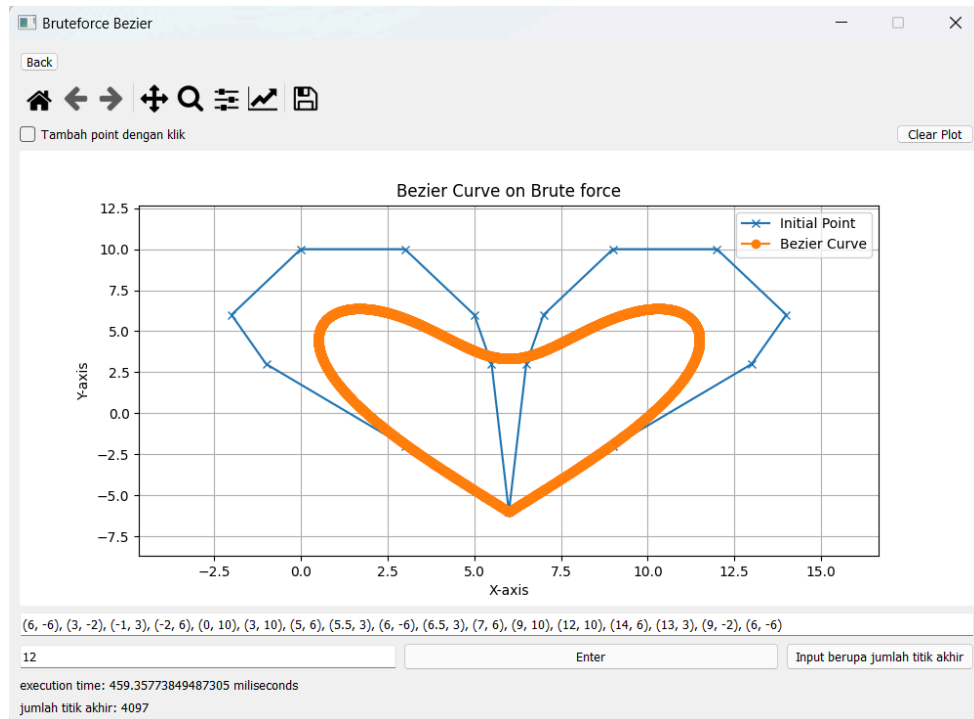 Bruteforce Bezier
Back
Tambah point dengan klik
Clear Plot
Bezier Curve on Brute force
Initial Point
Bezier Curve
12.5
10.0
7.5
5.0
2.5
0.0
−2.5
−5.0
−7.5
Y-axis
−2.5 0.0 2.5 5.0 7.5 10.0 12.5 15.0
X-axis
(6, -6), (3, -2), (-1, 3), (-2, 6), (0, 10), (3, 10), (5, 6), (5.5, 3), (6, -6), (6.5, 3), (7, 6), (9, 10), (12, 10), (14, 6), (13, 3), (9, -2), (6, -6)
12
Enter
Input berupa jumlah titik akhir
execution time: 459.35773849487305 miliseconds
jumlah titik akhir: 4097